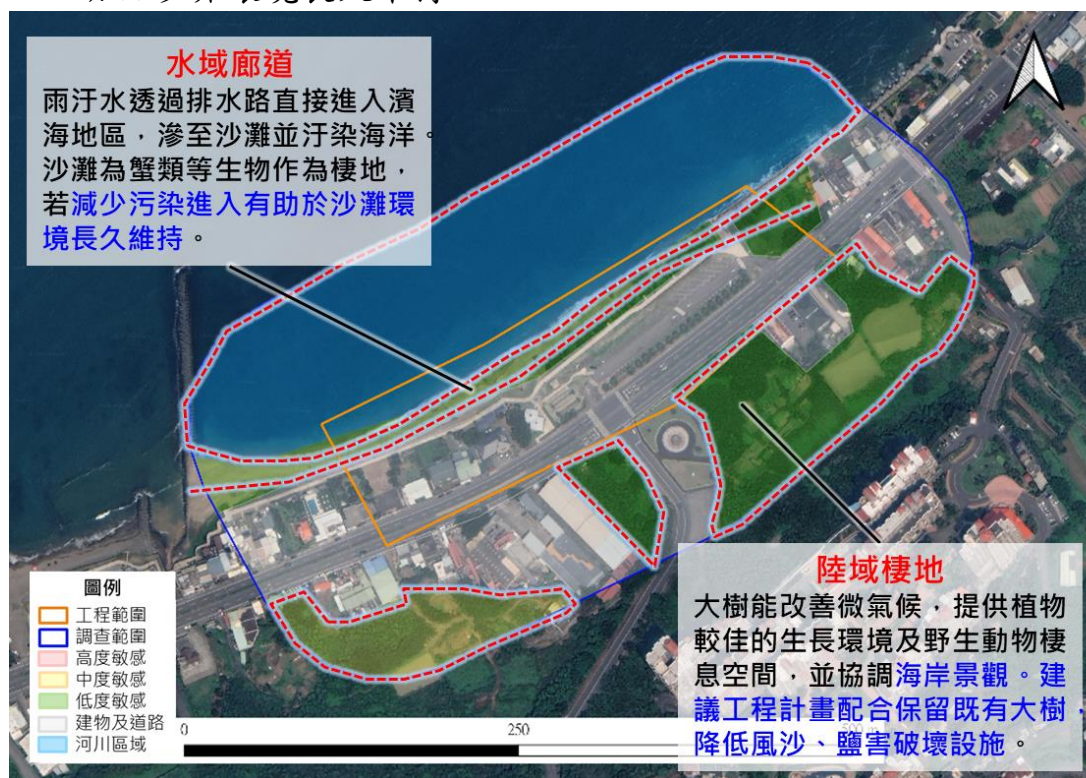 水域廊道
雨汙水透過排水路直接進入濱
海地區，滲至沙灘並汙染海洋。
沙灘為蟹類等生物作為棲地，
若減少污染進入有助於沙灘環
境長久維持。
陸域棲地
大樹能改善微氣候，提供植物
較佳的生長環境及野生動物棲
息空間，並協調海岸景觀。建
議工程計畫配合保留既有大樹，
降低風沙、鹽害破壞設施。
圖例
工程範圍
調查範圍
高度敏感
中度敏感
低度敏感
建物及道路
河川區域
0
250